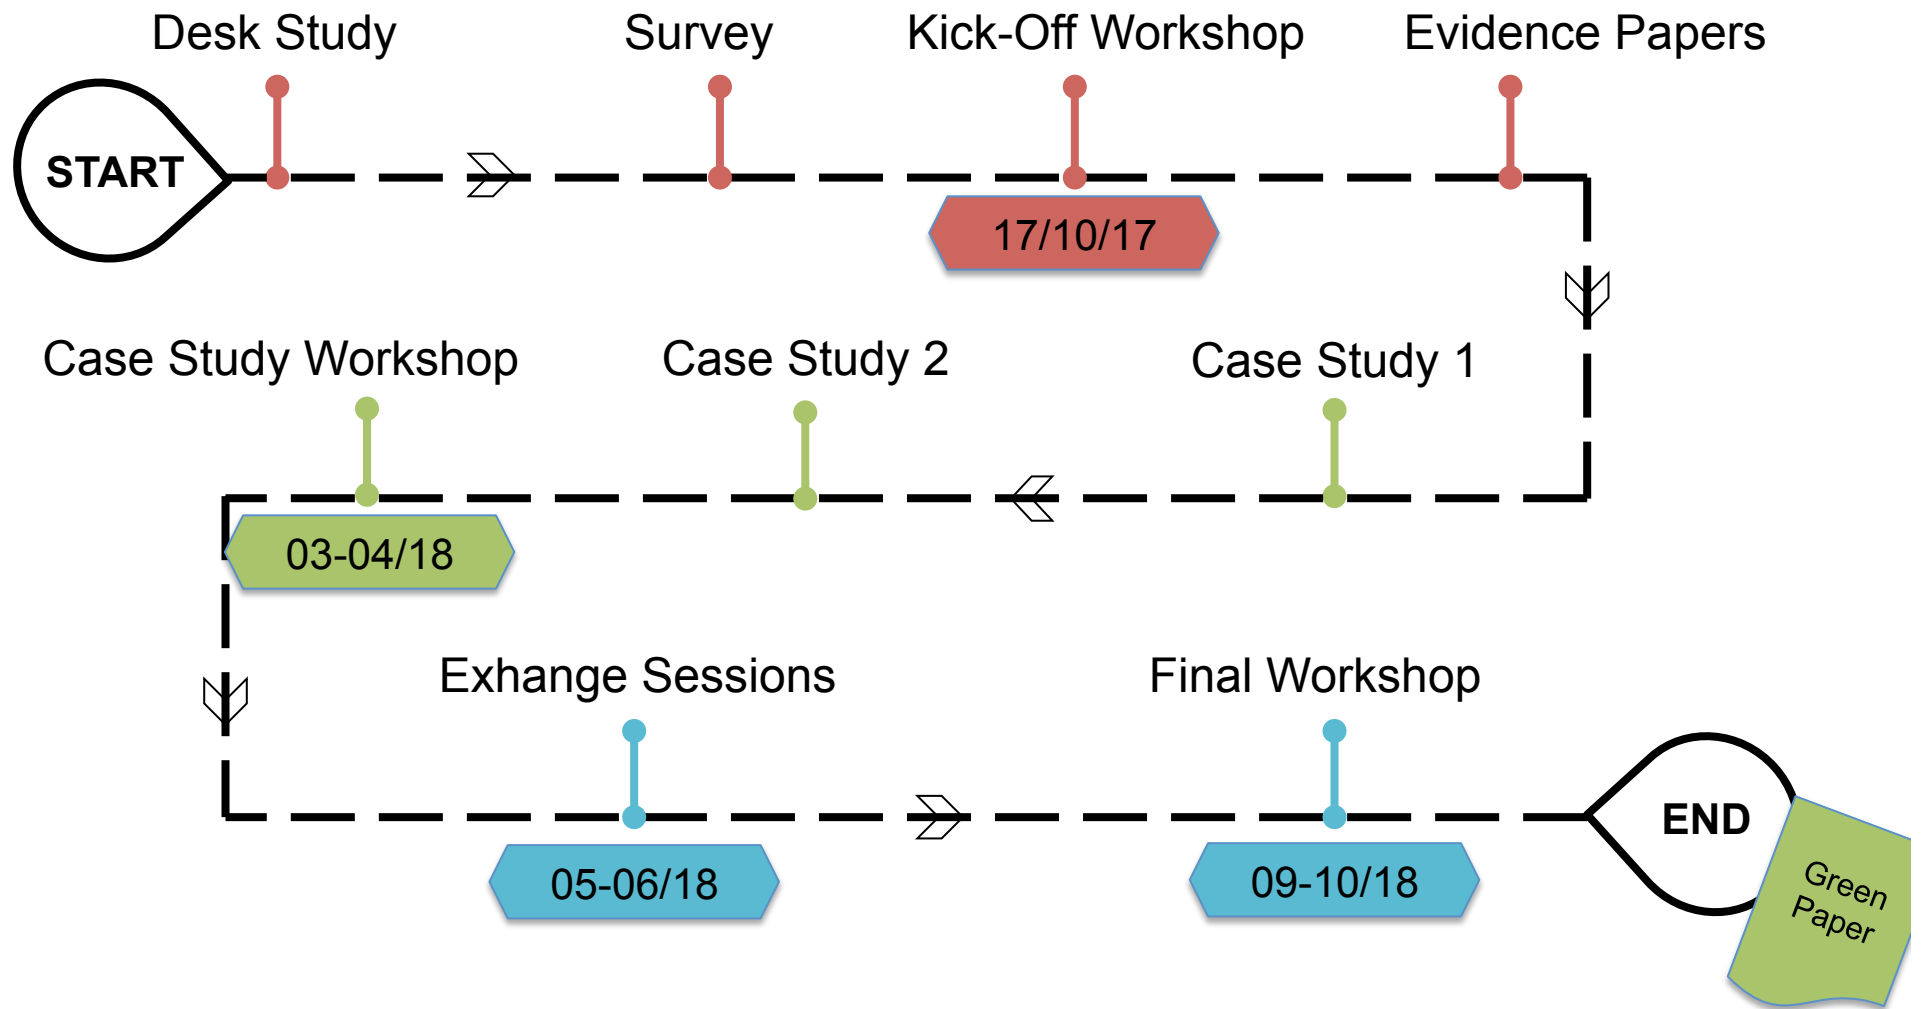 Desk Study
Survey
Kick-Off Workshop
Evidence Papers
START
17/10/17
Case Study Workshop
Case Study 2
Case Study 1
03-04/18
Exhange Sessions
Final Workshop
END
05-06/18
09-10/18
Green
Paper